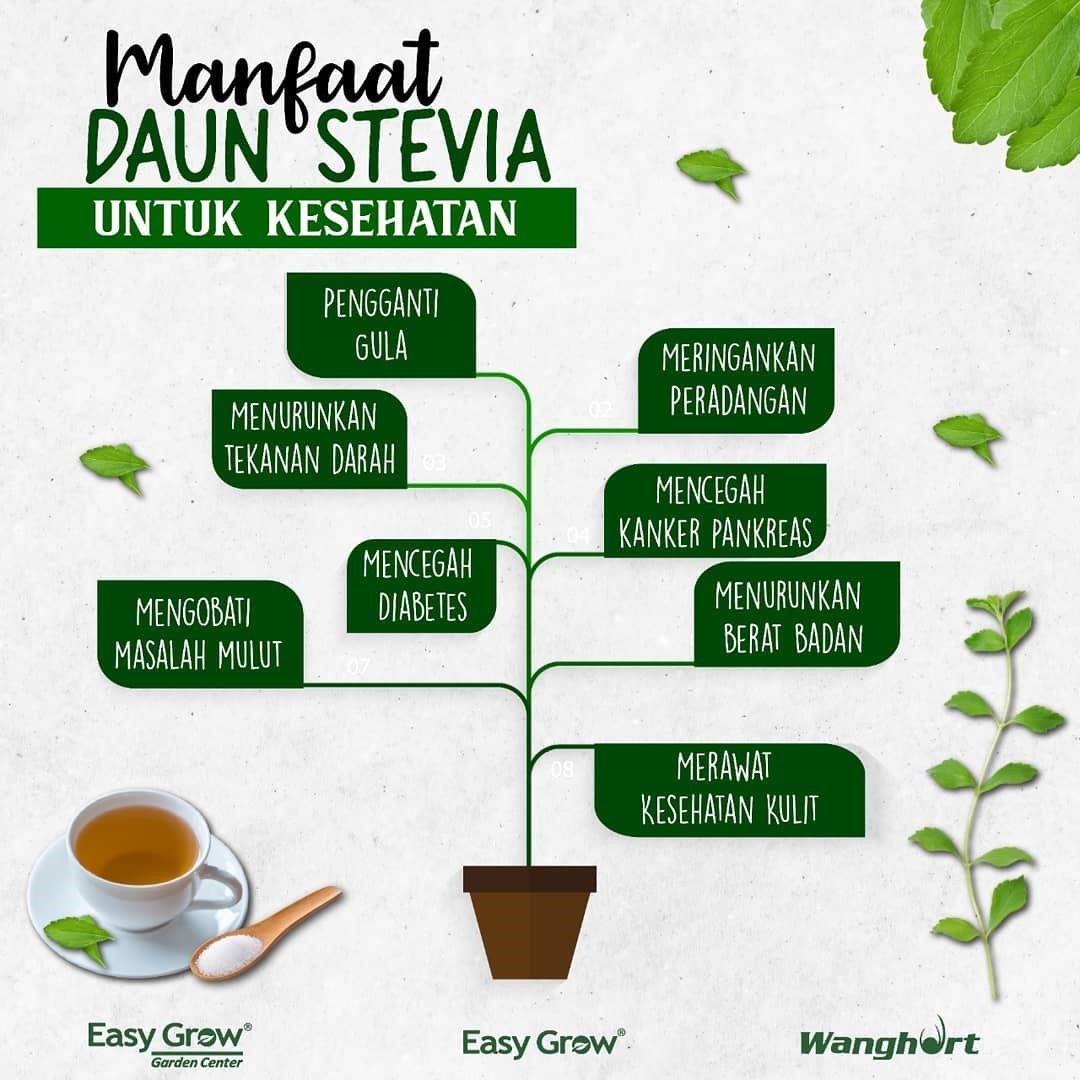 Manfaat
DAUN STEVIA
UNTUK KESEHATAN
PENGGANTI
GULA
02
MERINGANKAN
PERADANGAN
03
MENURUNKAN
TEKANAN DARAH
04
MENCEGAH
KANKER PANKREAS
05
MENCEGAH
DIABETES
MENURUNKAN
BERAT BADAN
07
MENGOBATI
MASALAH MULUT
08
MERAWAT
KESEHATAN KULIT
Easy Grow®
Garden Center
Easy Grow®
Wanghort